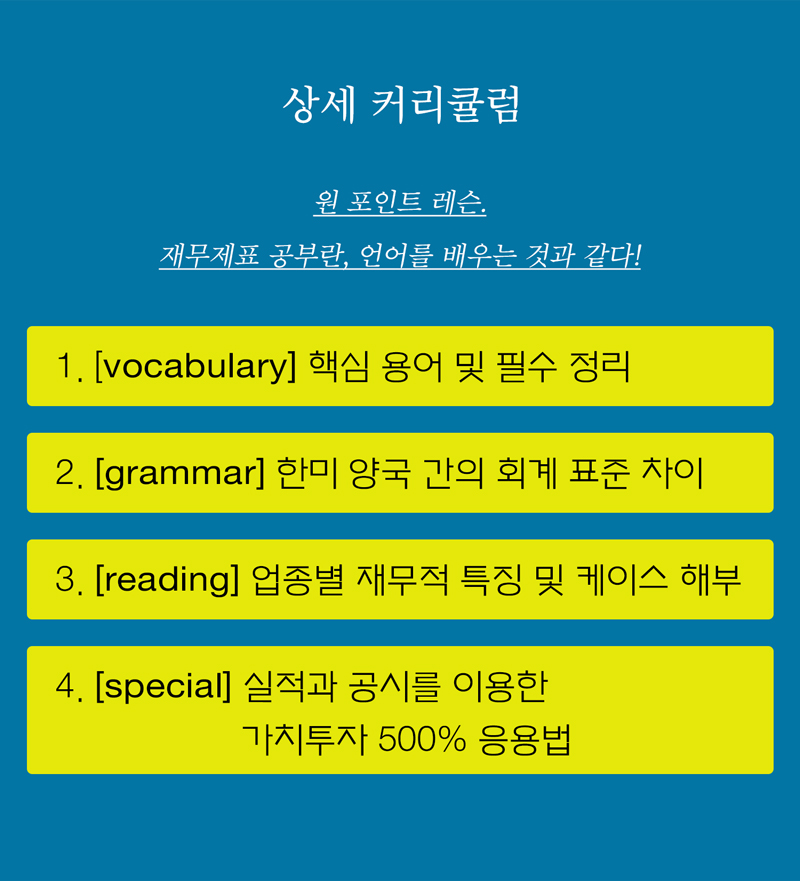 상세 커리큘럼
원 포인트 레슨.
재무제표 공부란, 언어를 배우는 것과 같다!
1. [vocabulary] 핵심 용어 및 필수 정리
2. [grammar] 한미 양국 간의 회계 표준 차이
3. [reading] 업종별 재무적 특징 및 케이스 해부
4. [special] 실적과 공시를 이용한
가치투자 500% 응용법